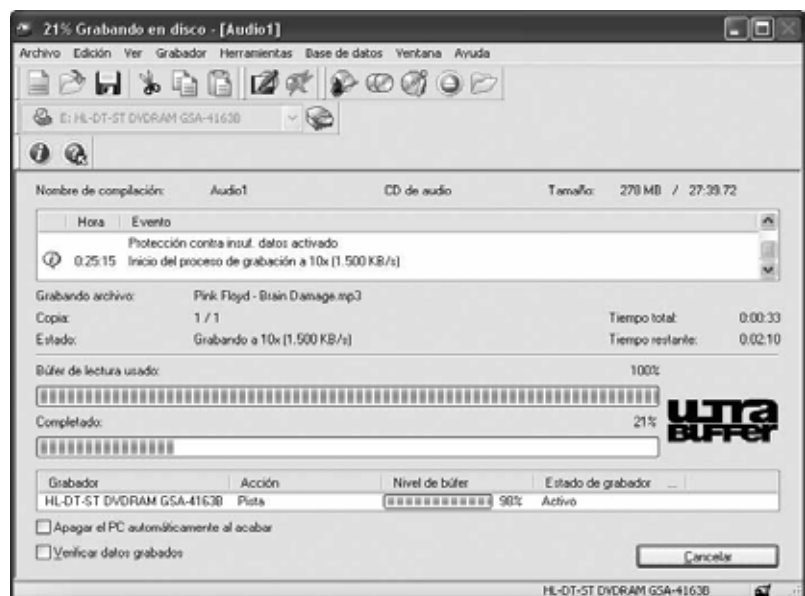 21% Grabando en disco - [Audio1]
Archivo Edición Ver Grabador Herramientas Base de datos Ventana Ayuda
E: HL-DT-ST DVDRAM GSA-4163B
Nombre de compilación: Audio1 CD de audio Tamaño: 278 MB / 27:39.72
Hora Evento
Protección contra insuf. datos activado
0:25:15 Inicio del proceso de grabación a 10x (1.500 KB/s)
Grabando archivo: Pink Floyd - Brain Damage.mp3
Copia: 1 / 1 Tiempo total: 0:00:33
Estado: Grabando a 10x (1.500 KB/s) Tiempo restante: 0:02:10
Búfer de lectura usado: 100%
Completado: 21%
ULTRA
BUFFER
Grabador Acción Nivel de búfer Estado de grabador ...
HL-DT-ST DVDRAM GSA-4163B Pista 98% Activo
Apagar el PC automáticamente al acabar
Verificar datos grabados
Cancelar
HL-DT-ST DVDRAM GSA-4163B